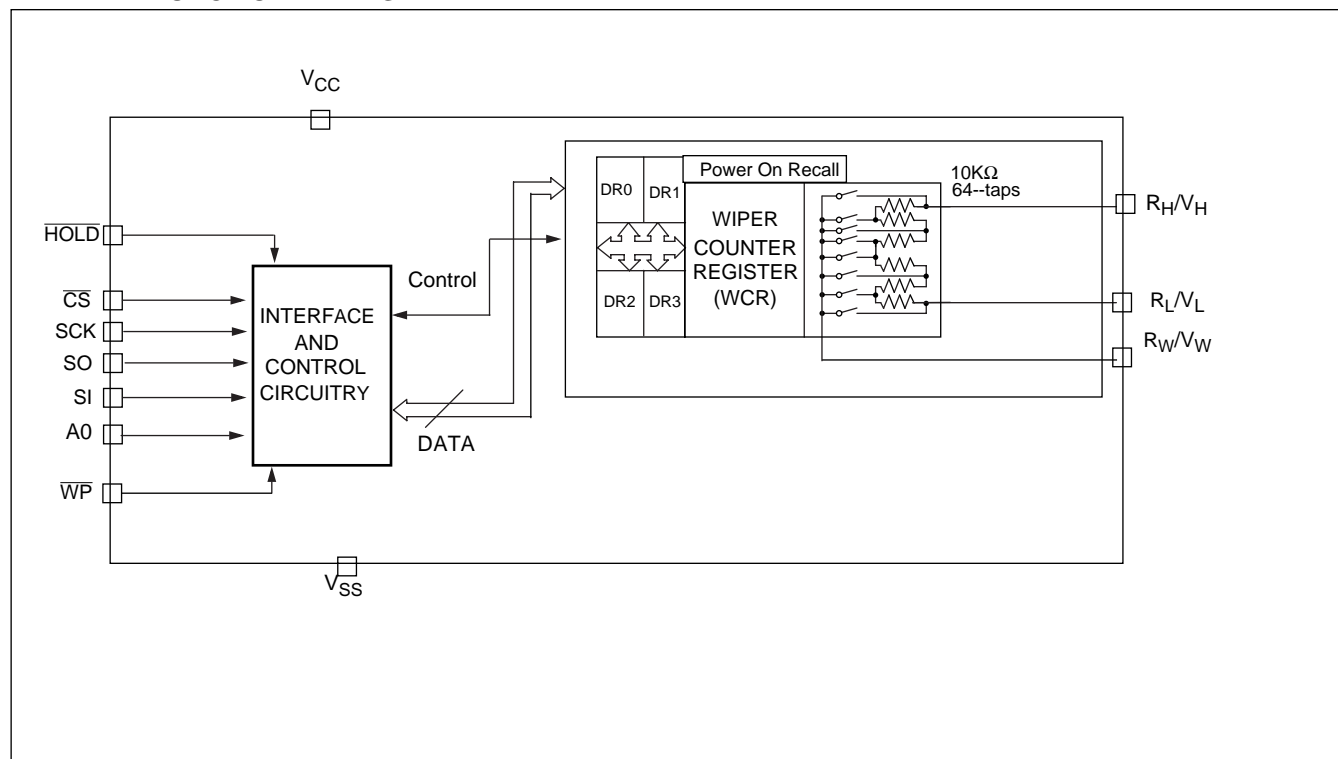 VCC
HOLD
CS
SCK
SO
SI
A0
WP
VSS
INTERFACE
AND
CONTROL
CIRCUITRY
Control
DATA
DR0
DR1
DR2
DR3
Power On Recall
WIPER
COUNTER
REGISTER
(WCR)
10KΩ
64--taps
RH/VH
RL/VL
RW/VW